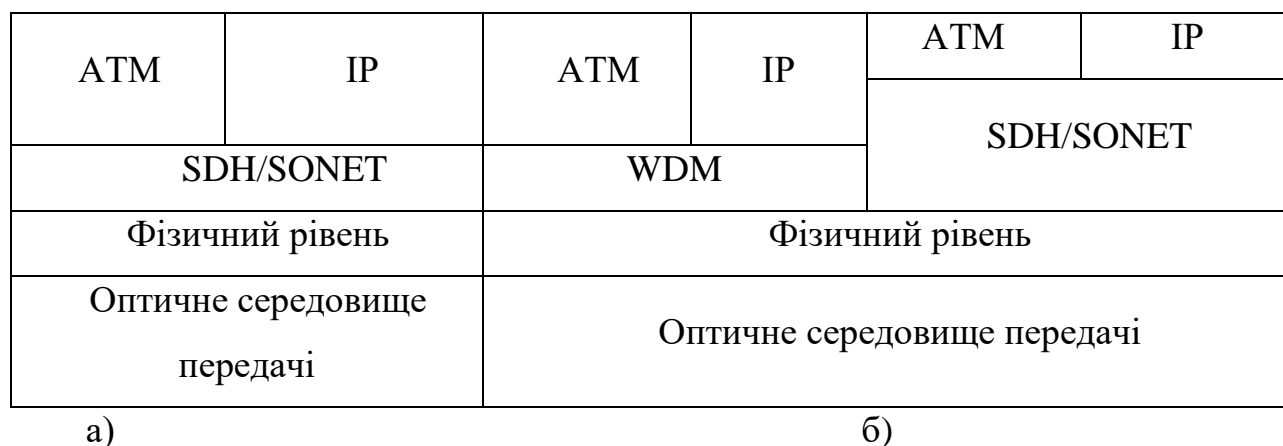 ATM IP ATM IP ATM IP
SDH/SONET
SDH/SONET WDM
Фізичний рівень Фізичний рівень
Оптичне середовище
передачі
Оптичне середовище передачі
а) б)